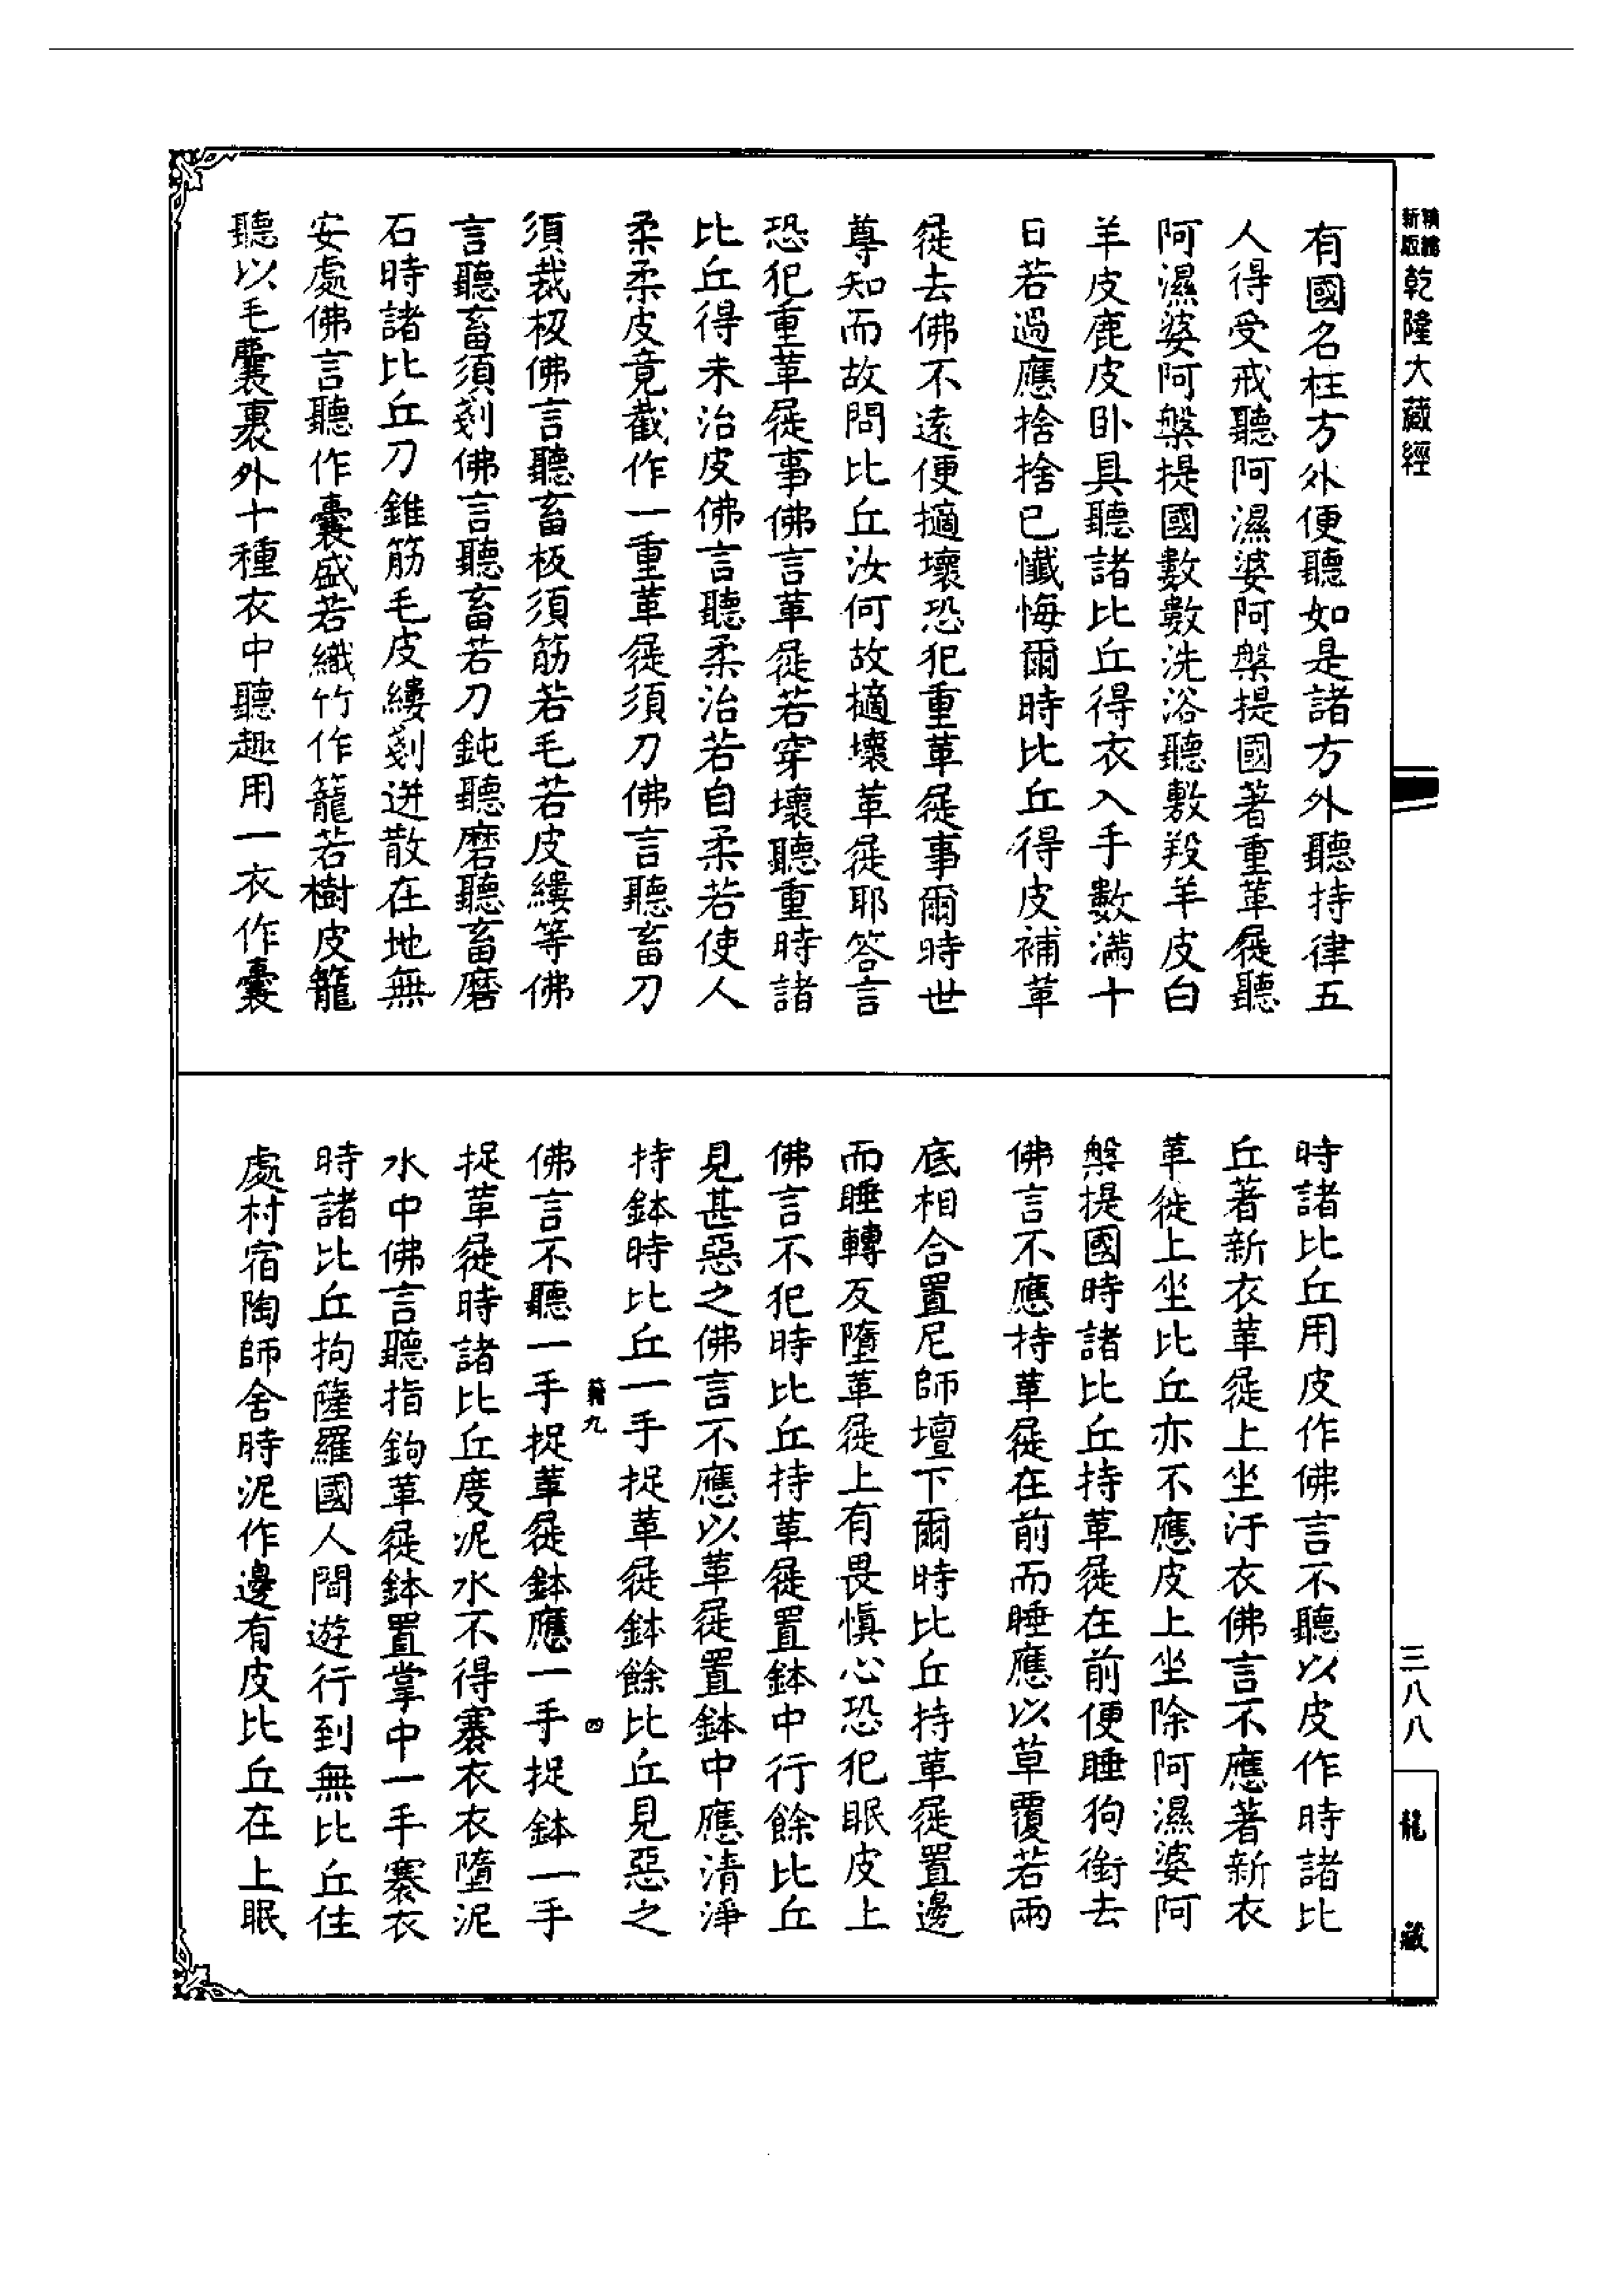 新版
精縮
乾隆大藏經
三八八
龍藏
有國名柱方外便聽如是諸方外聽持律五
人得受戒聽阿濕婆阿槃提國著重革屣聽
阿濕婆阿槃提國數數洗浴聽敷羖羊皮白
羊皮鹿皮卧具聽諸比丘得衣入手數滿十
日若過應捨捨已懺悔爾時比丘得皮補革
屣去佛不遠便擿壞恐犯重革屣事爾時世
尊知而故問比丘汝何故擿壞革屣耶答言
恐犯重革屣事佛言革屣若穿壞聽重時諸
比丘得未治皮佛言聽柔治若自柔若使人
柔柔皮竟截作一重革屣須刀佛言聽畜刀
須裁板佛言聽畜板須筋若毛若皮縷等佛
言聽畜須剗佛言聽畜若刀鈍聽磨聽畜磨
石時諸比丘刀錐筋毛皮縷剗迸散在地無
安處佛言聽作囊盛若織竹作籠若樹皮籠
聽以毛囊裹外十種衣中聽趣用一衣作囊
時諸比丘用皮作佛言不聽以皮作時諸比
丘著新衣革屣上坐汙衣佛言不應著新衣
革屣上坐比丘亦不應皮上坐除阿濕婆阿
槃提國時諸比丘持革屣在前便睡狗銜去
佛言不應持革屣在前而睡應以草覆若兩
底相合置尼師壇下爾時比丘持革屣置邊
而睡轉反墮革屣上有畏慎心恐犯眠皮上
佛言不犯時比丘持革屣置鉢中行餘比丘
見甚惡之佛言不應以革屣置鉢中應清淨
持鉢時比丘一手捉革屣鉢餘比丘見惡之
籍九
四
佛言不聽一手捉革屣鉢應一手捉鉢一手
捉革屣時諸比丘度泥水不得褰衣衣墮泥
水中佛言聽指鉤革屣鉢置掌中一手褰衣
時諸比丘拘薩羅國人間遊行到無比丘住
處村宿陶師舍時泥作邊有皮比丘在上眠